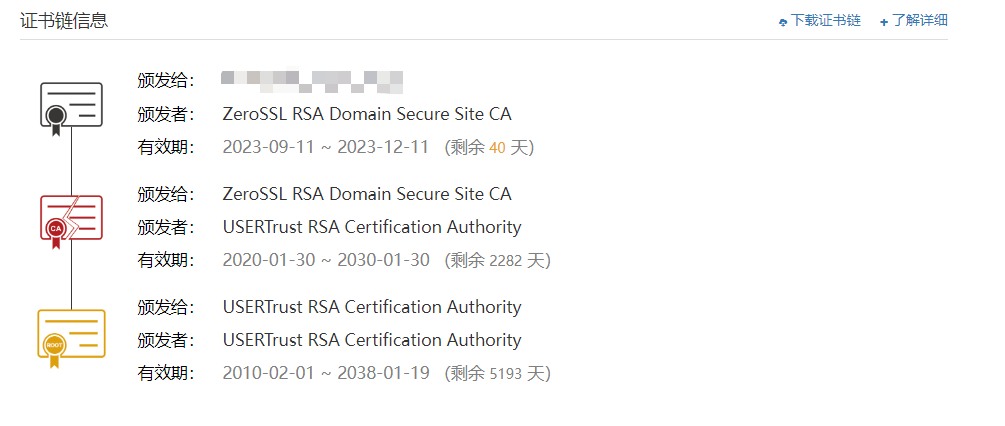 证书链信息
下载证书链 + 了解详细
颁发给：
颁发者： ZeroSSL RSA Domain Secure Site CA
有效期： 2023-09-11 ~ 2023-12-11 (剩余 40 天)
颁发给： ZeroSSL RSA Domain Secure Site CA
CA
颁发者： USERTrust RSA Certification Authority
有效期： 2020-01-30 ~ 2030-01-30 (剩余 2282 天)
颁发给： USERTrust RSA Certification Authority
ROOT
颁发者： USERTrust RSA Certification Authority
有效期： 2010-02-01 ~ 2038-01-19 (剩余 5193 天)